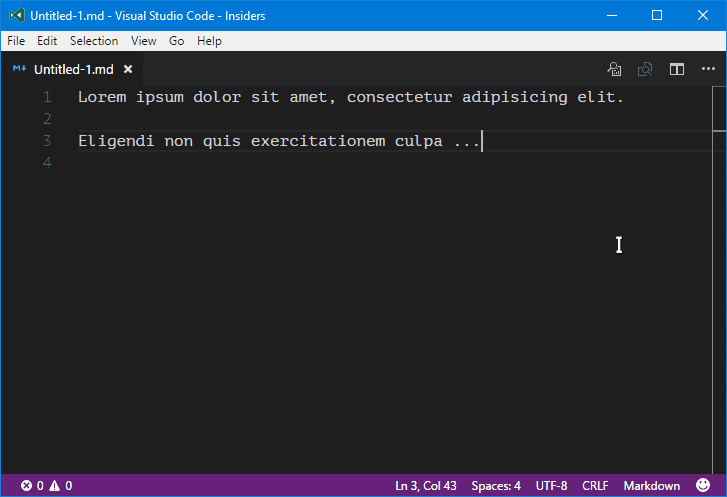 Untitled-1.md - Visual Studio Code - Insiders
File Edit Selection View Go Help
M+ Untitled-1.md
1 Lorem ipsum dolor sit amet, consectetur adipisicing elit.
2
3 Eligendi non quis exercitationem culpa ...
4
0 0 Ln 3, Col 43 Spaces: 4 UTF-8 CRLF Markdown